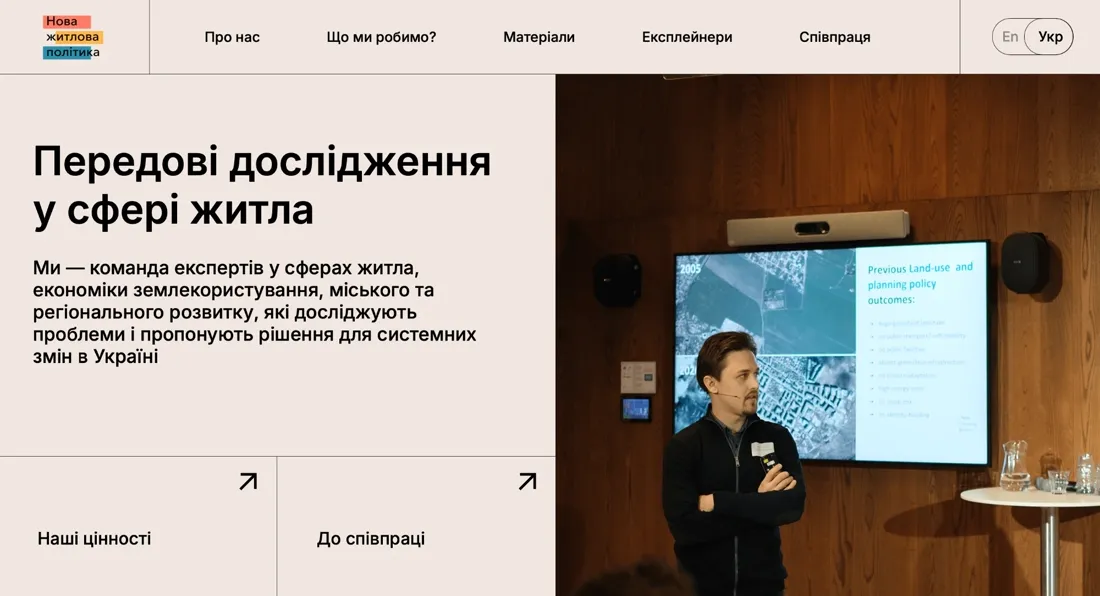 Нова
житлова
політика
Про нас
Що ми робимо?
Матеріали
Експлейнери
Співпраця
En
Укр
Передові дослідження
у сфері житла
Ми — команда експертів у сферах житла,
економіки землекористування, міського та
регіонального розвитку, які досліджують
проблеми і пропонують рішення для системних
змін в Україні
Наші цінності
До співпраці
2005
Previous Land-use and
planning policy
outcomes: